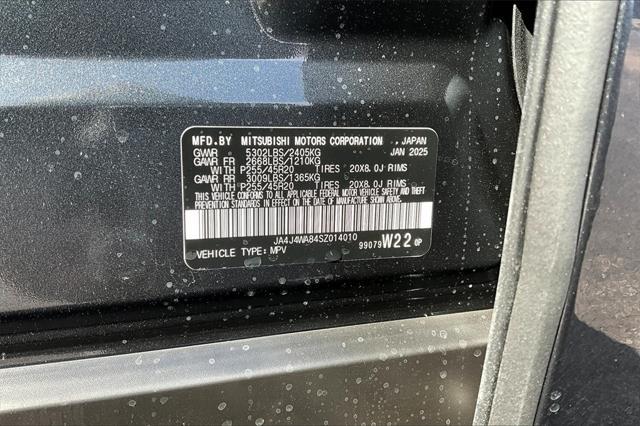 MFD.BY MITSUBISHI MOTORS CORPORATION JAPAN
GVWR 5302LBS/2405KG JAN 2025
GAWR FR 2668LBS/1210KG
WITH P255/45R20 TIRES 20X8.0J RIMS
GAWR RR 3009LBS/1365KG
WITH P255/45R20 TIRES 20X8.0J RIMS
THIS VEHICLE CONFORMS TO ALL APPLICABLE FEDERAL MOTOR VEHICLE SAFETY AND THEFT
PREVENTION STANDARDS IN EFFECT ON THE DATE OF MANUFACTURE SHOWN ABOVE.
JA4J4WA84SZ014010
VEHICLE TYPE: MPV 99079 W22 0P